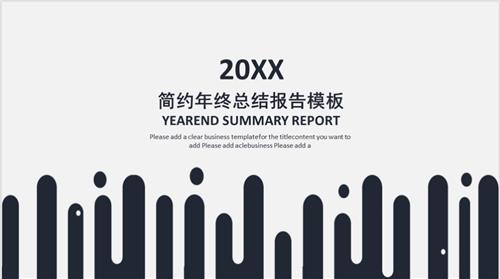 20XX
简约年终总结报告模板
YEAREND SUMMARY REPORT
Please add a clear business templatefor the titlecontent you want to
add Please add aclebusiness Please add a